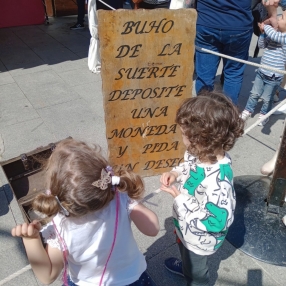 BUHO
DE LA
SUERTE
DEPOSITE
UNA
MONEDA
Y PIDA
UN DESEO